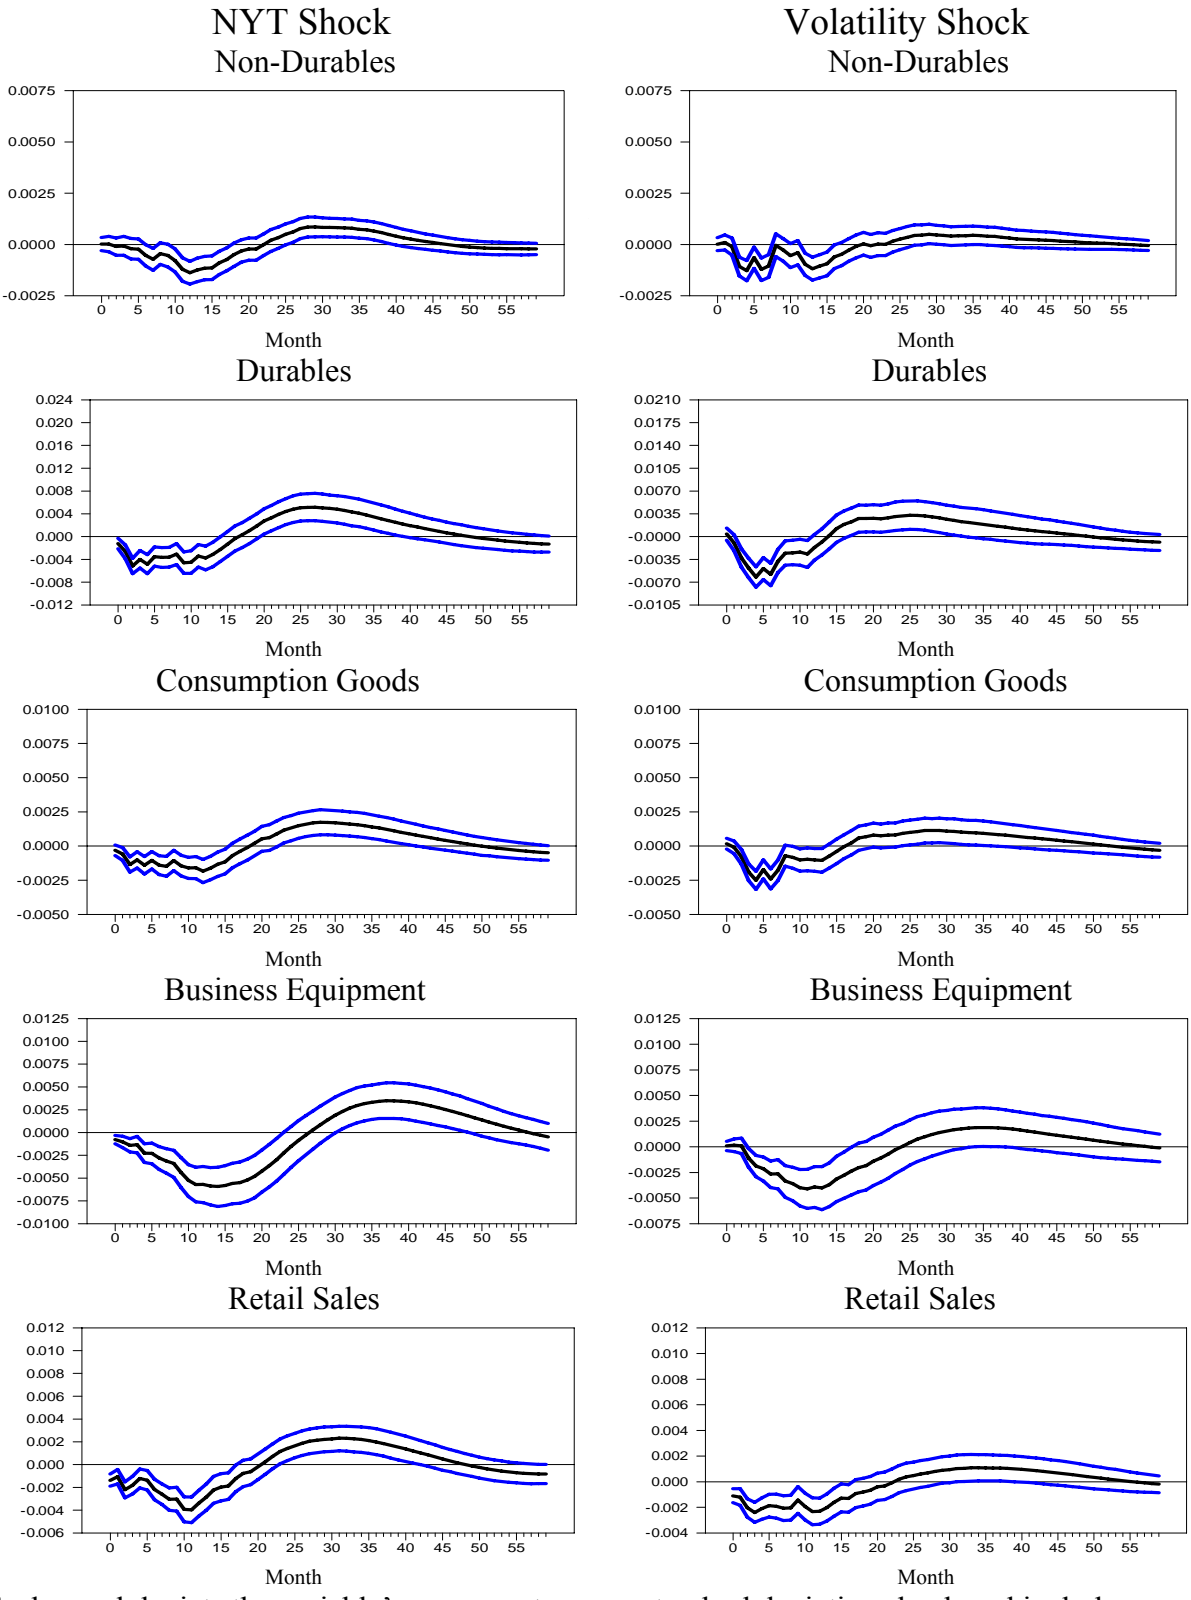 NYT Shock
Volatility Shock
Non-Durables
0.0075
0.0050
0.0025
0.0000
-0.0025
0 5 10 15 20 25 30 35 40 45 50 55
Month
Non-Durables
0.0075
0.0050
0.0025
0.0000
-0.0025
0 5 10 15 20 25 30 35 40 45 50 55
Month
Durables
0.024
0.020
0.016
0.012
0.008
0.004
0.000
-0.004
-0.008
-0.012
0 5 10 15 20 25 30 35 40 45 50 55
Month
Durables
0.0210
0.0175
0.0140
0.0105
0.0070
0.0035
-0.0000
-0.0035
-0.0070
-0.0105
0 5 10 15 20 25 30 35 40 45 50 55
Month
Consumption Goods
0.0100
0.0075
0.0050
0.0025
0.0000
-0.0025
-0.0050
0 5 10 15 20 25 30 35 40 45 50 55
Month
Consumption Goods
0.0100
0.0075
0.0050
0.0025
0.0000
-0.0025
-0.0050
0 5 10 15 20 25 30 35 40 45 50 55
Month
Business Equipment
0.0125
0.0100
0.0075
0.0050
0.0025
0.0000
-0.0025
-0.0050
-0.0075
-0.0100
0 5 10 15 20 25 30 35 40 45 50 55
Month
Business Equipment
0.0125
0.0100
0.0075
0.0050
0.0025
0.0000
-0.0025
-0.0050
-0.0075
0 5 10 15 20 25 30 35 40 45 50 55
Month
Retail Sales
0.012
0.010
0.008
0.006
0.004
0.002
0.000
-0.002
-0.004
-0.006
0 5 10 15 20 25 30 35 40 45 50 55
Month
Retail Sales
0.012
0.010
0.008
0.006
0.004
0.002
0.000
-0.002
-0.004
0 5 10 15 20 25 30 35 40 45 50 55
Month